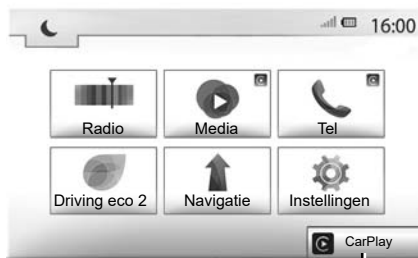 16:00
Radio
Media
Tel
Driving eco 2
Navigatie
Instellingen
CarPlay